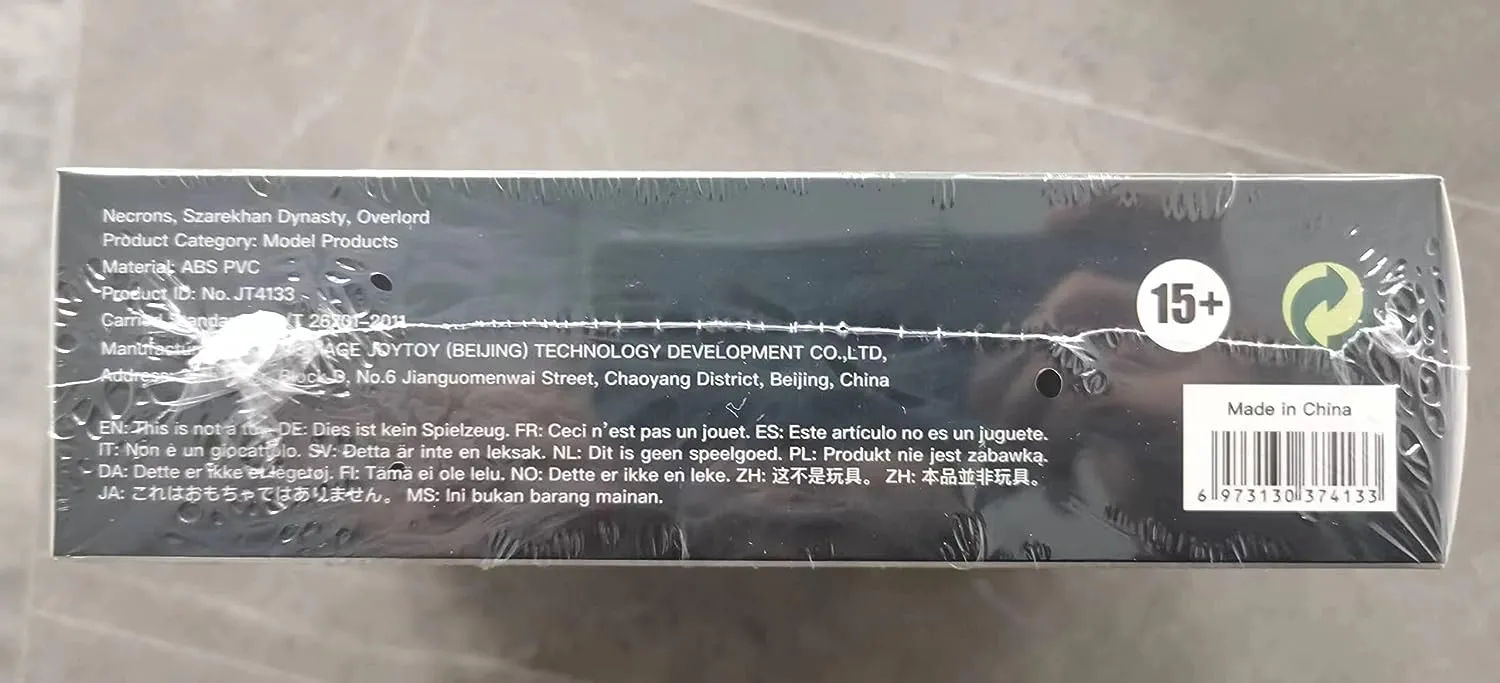 Necrons, Szarekhan Dynasty, Overlord
Product Category: Model Products
Material: ABS PVC
Product ID: No. JT4133
26701-2011
JOYTOY (BEIJING) TECHNOLOGY DEVELOPMENT CO.,LTD,
Address: No.6 Jianguomenwai Street, Chaoyang District, Beijing, China
EN: This is not a DE: Dies ist kein Spielzeug. FR: Ceci n'est pas un jouet. ES: Este artículo no es un juguete.
IT: Non è un giocattolo. SV: Detta är inte en leksak. NL: Dit is geen speelgoed. PL: Produkt nie jest zabawką.
DA: Dette er ikke et legetøj. FI: Tämä ei ole lelu. NO: Dette er ikke en leke. ZH: 这不是玩具。 ZH: 本品並非玩具。
JA: これはおもちゃではありません。 MS: Ini bukan barang mainan.
15+
Made in China
6 973130 374133